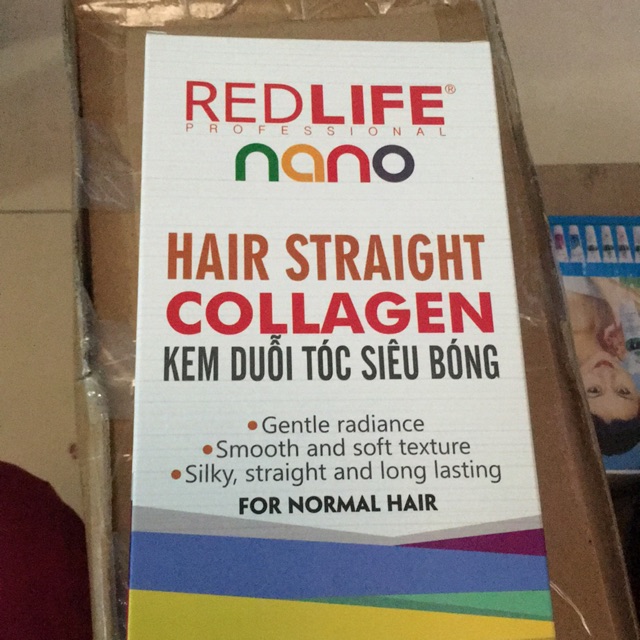 REDLIFE®
PROFESSIONAL
nano
HAIR STRAIGHT
COLLAGEN
KEM DUỖI TÓC SIÊU BÓNG
•Gentle radiance
•Smooth and soft texture
•Silky, straight and long lasting
FOR NORMAL HAIR